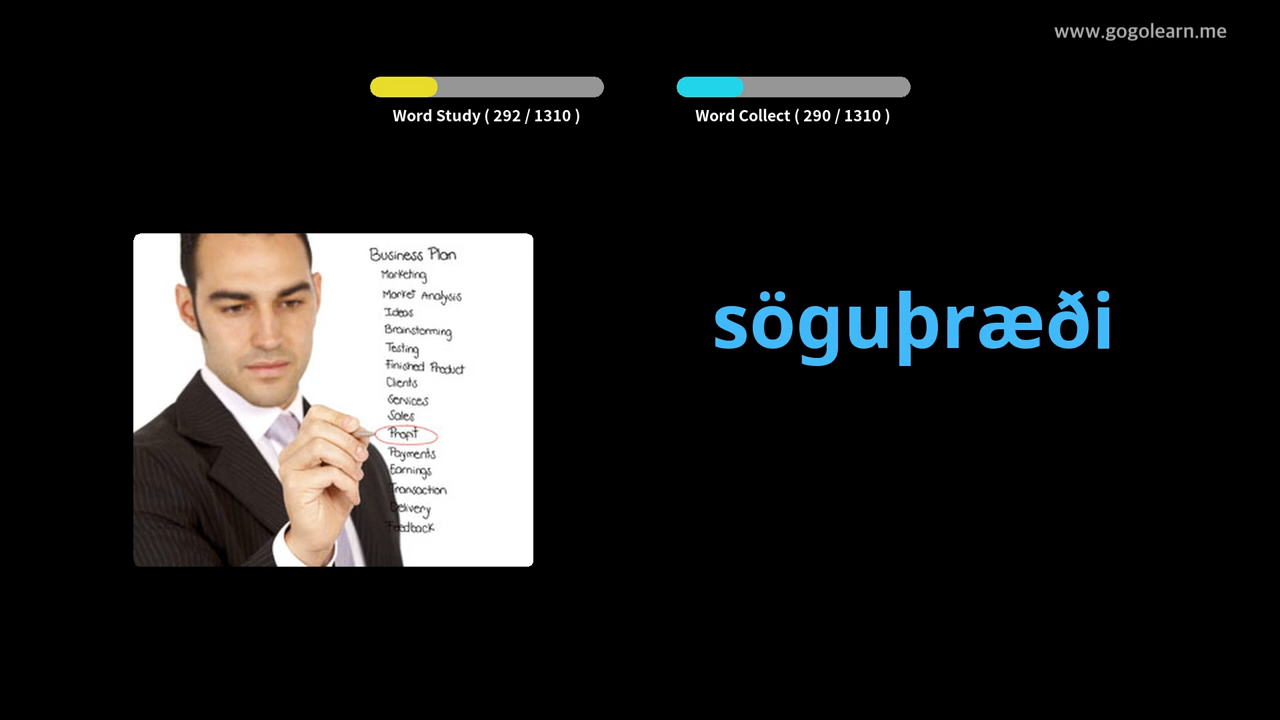 www.gogolearn.me
Word Study ( 292 / 1310 )
Word Collect ( 290 / 1310 )
Business Plan
Marketing
Market Analysis
Ideas
Brainstorming
Testing
Finished Product
Clients
Services
Sales
Profit
Payments
Earnings
Transaction
Delivery
Feedback
söguþræði